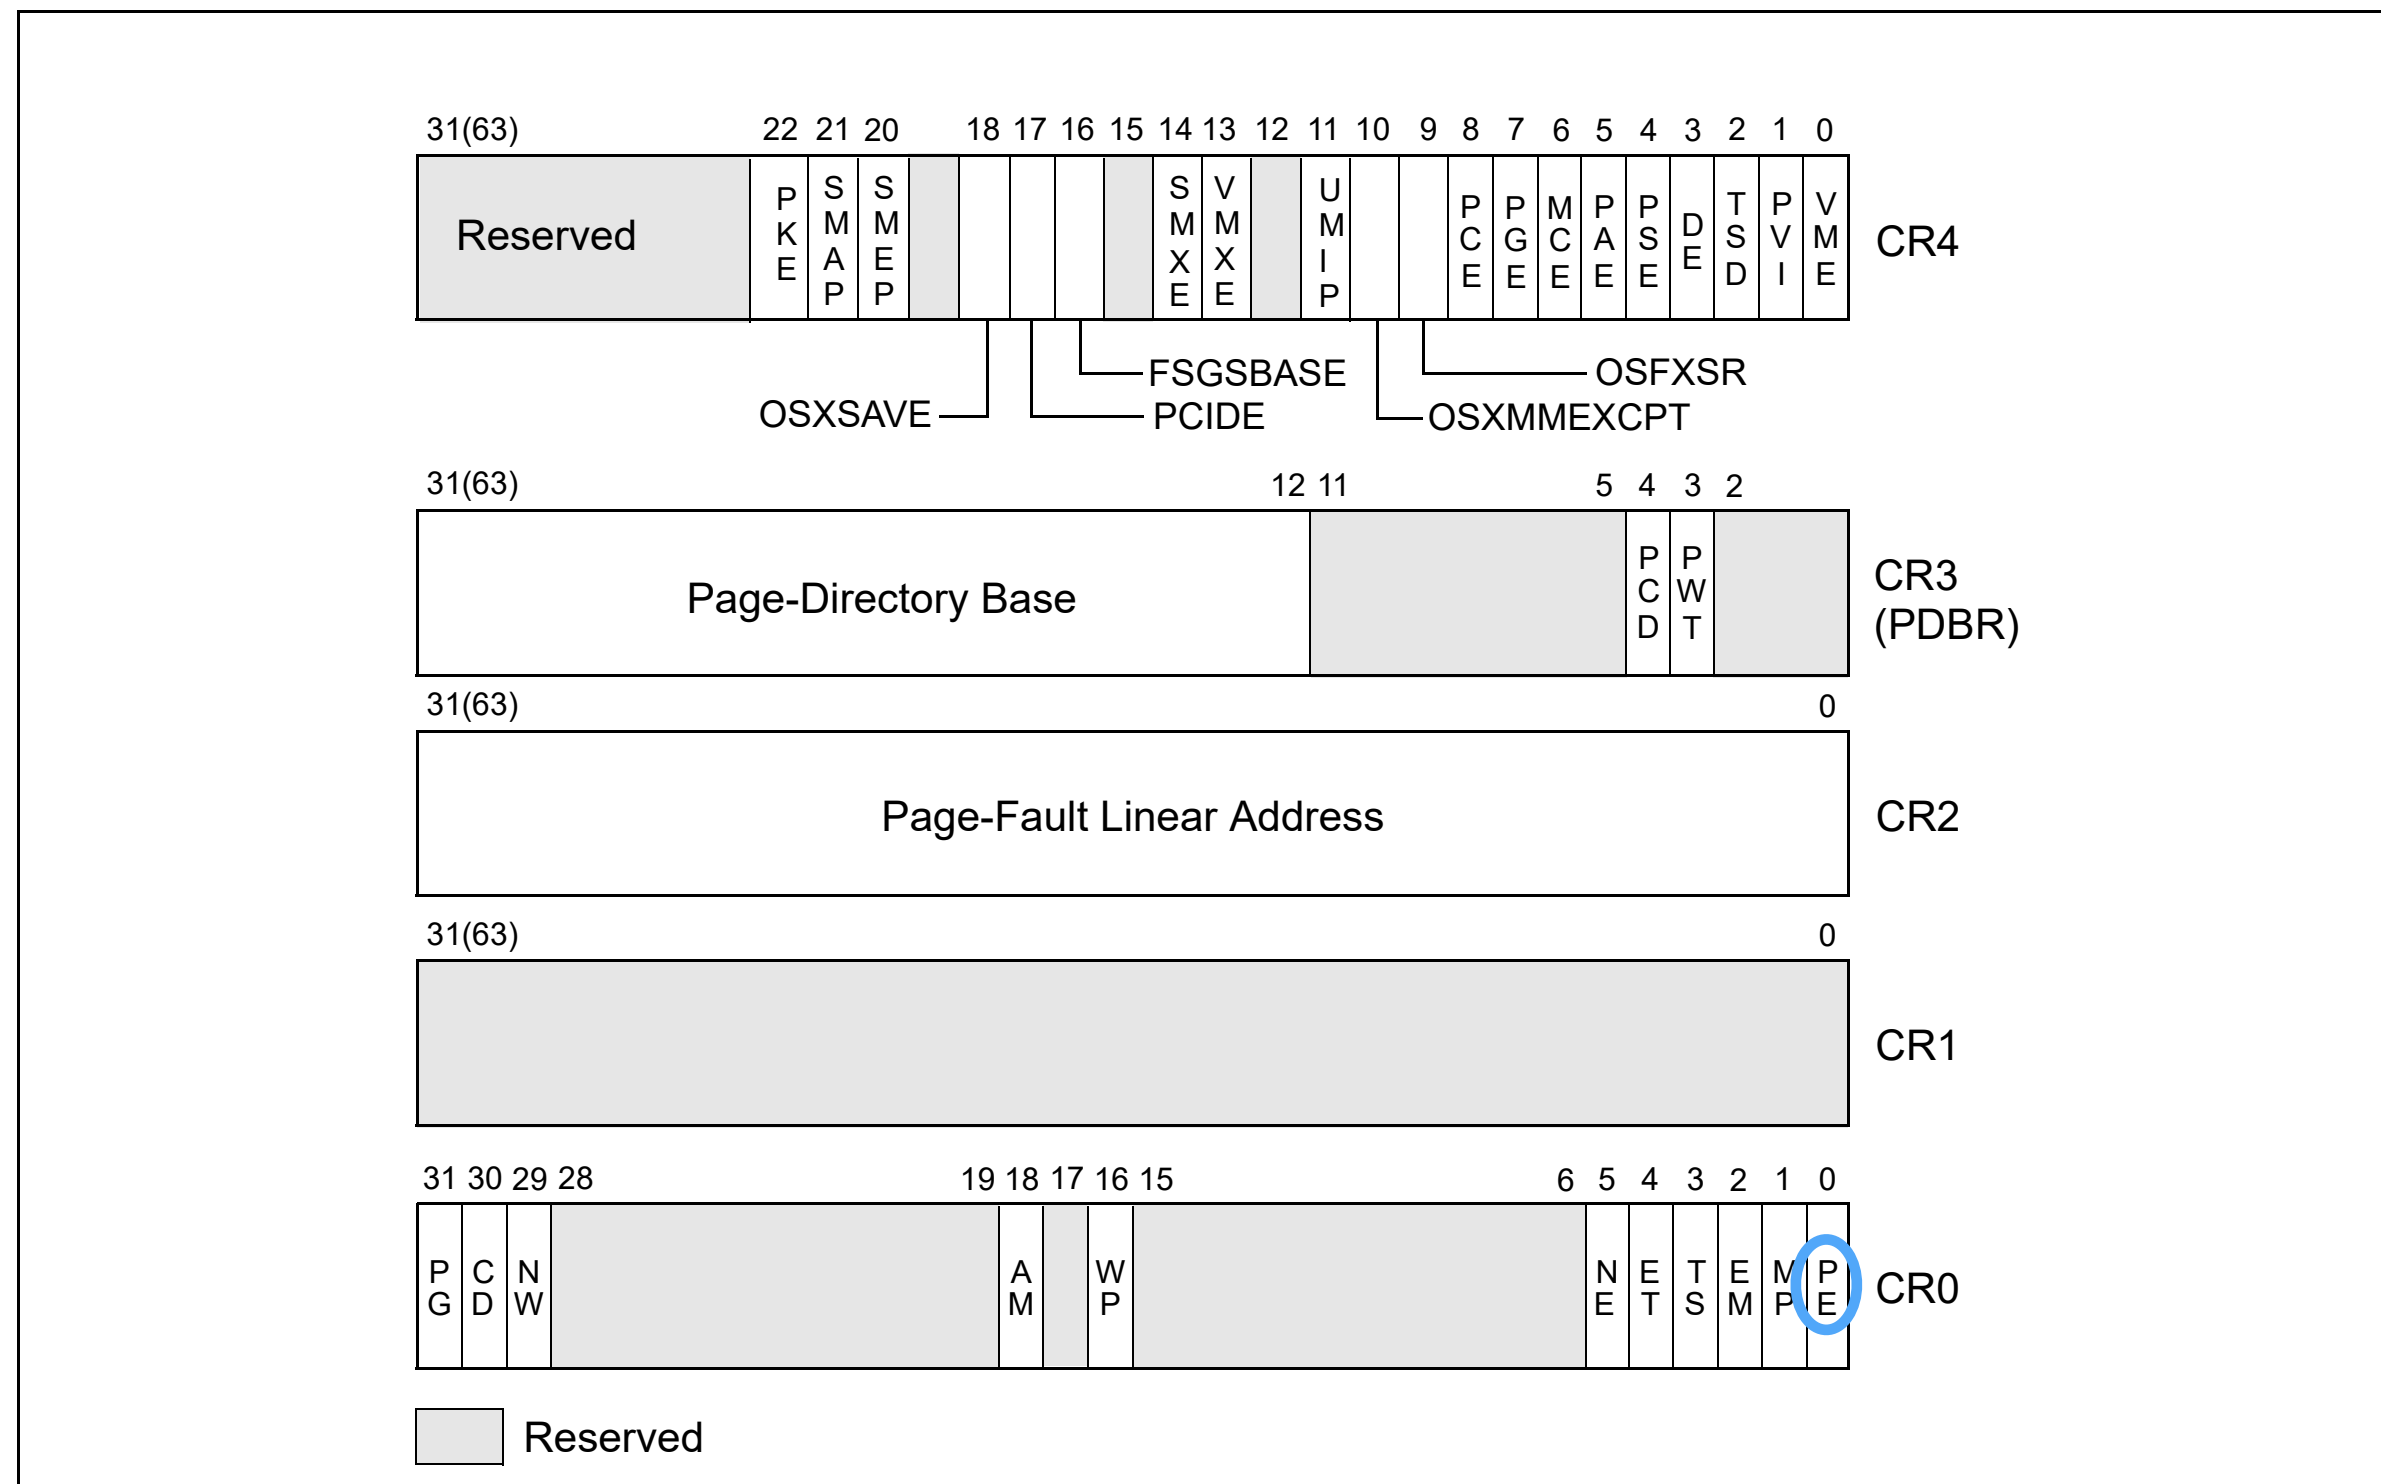 31(63) 22 21 20 18 17 16 15 14 13 12 11 10 9 8 7 6 5 4 3 2 1 0
Reserved PKE SMAP SMEP SMXE VMXE UMIP PCE PGE MCE PAE PSE DE TSD PVI VME CR4
FSGSBASE OSFXSR
OSXSAVE PCIDE OSXMMEXCPT
31(63) 12 11 5 4 3 2
Page-Directory Base PCD PWT CR3
(PDBR)
31(63) 0
Page-Fault Linear Address CR2
31(63) 0
CR1
31 30 29 28 19 18 17 16 15 6 5 4 3 2 1 0
PG CD NW AM WP NE ET TS EM MP PE CR0
Reserved